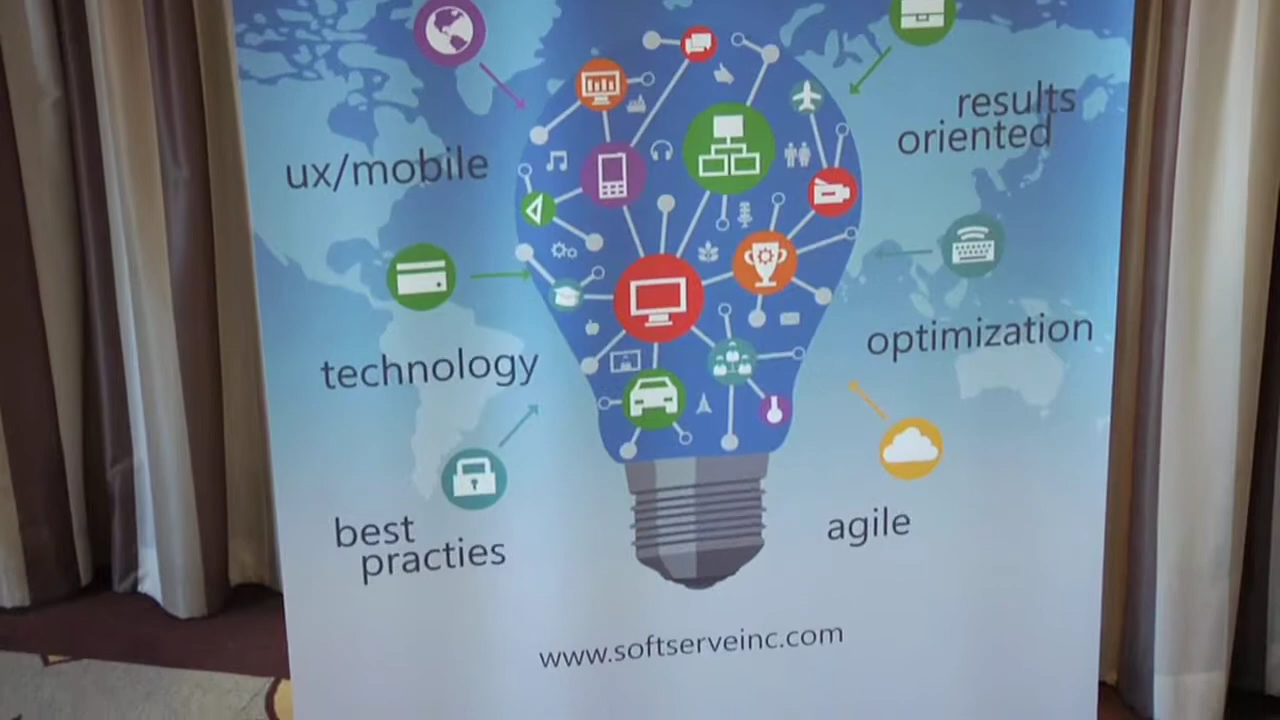 ux/mobile
results
oriented
technology
optimization
best
practies
agile
www.softserveinc.com